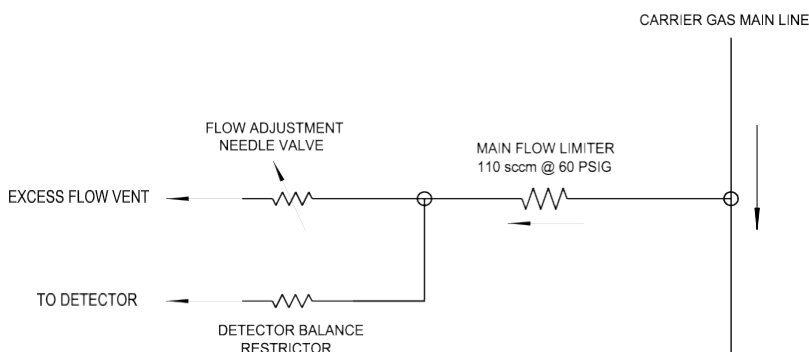 CARRIER GAS MAIN LINE
FLOW ADJUSTMENT
NEEDLE VALVE
MAIN FLOW LIMITER
110 sccm @ 60 PSIG
EXCESS FLOW VENT
TO DETECTOR
DETECTOR BALANCE
RESTRICTOR